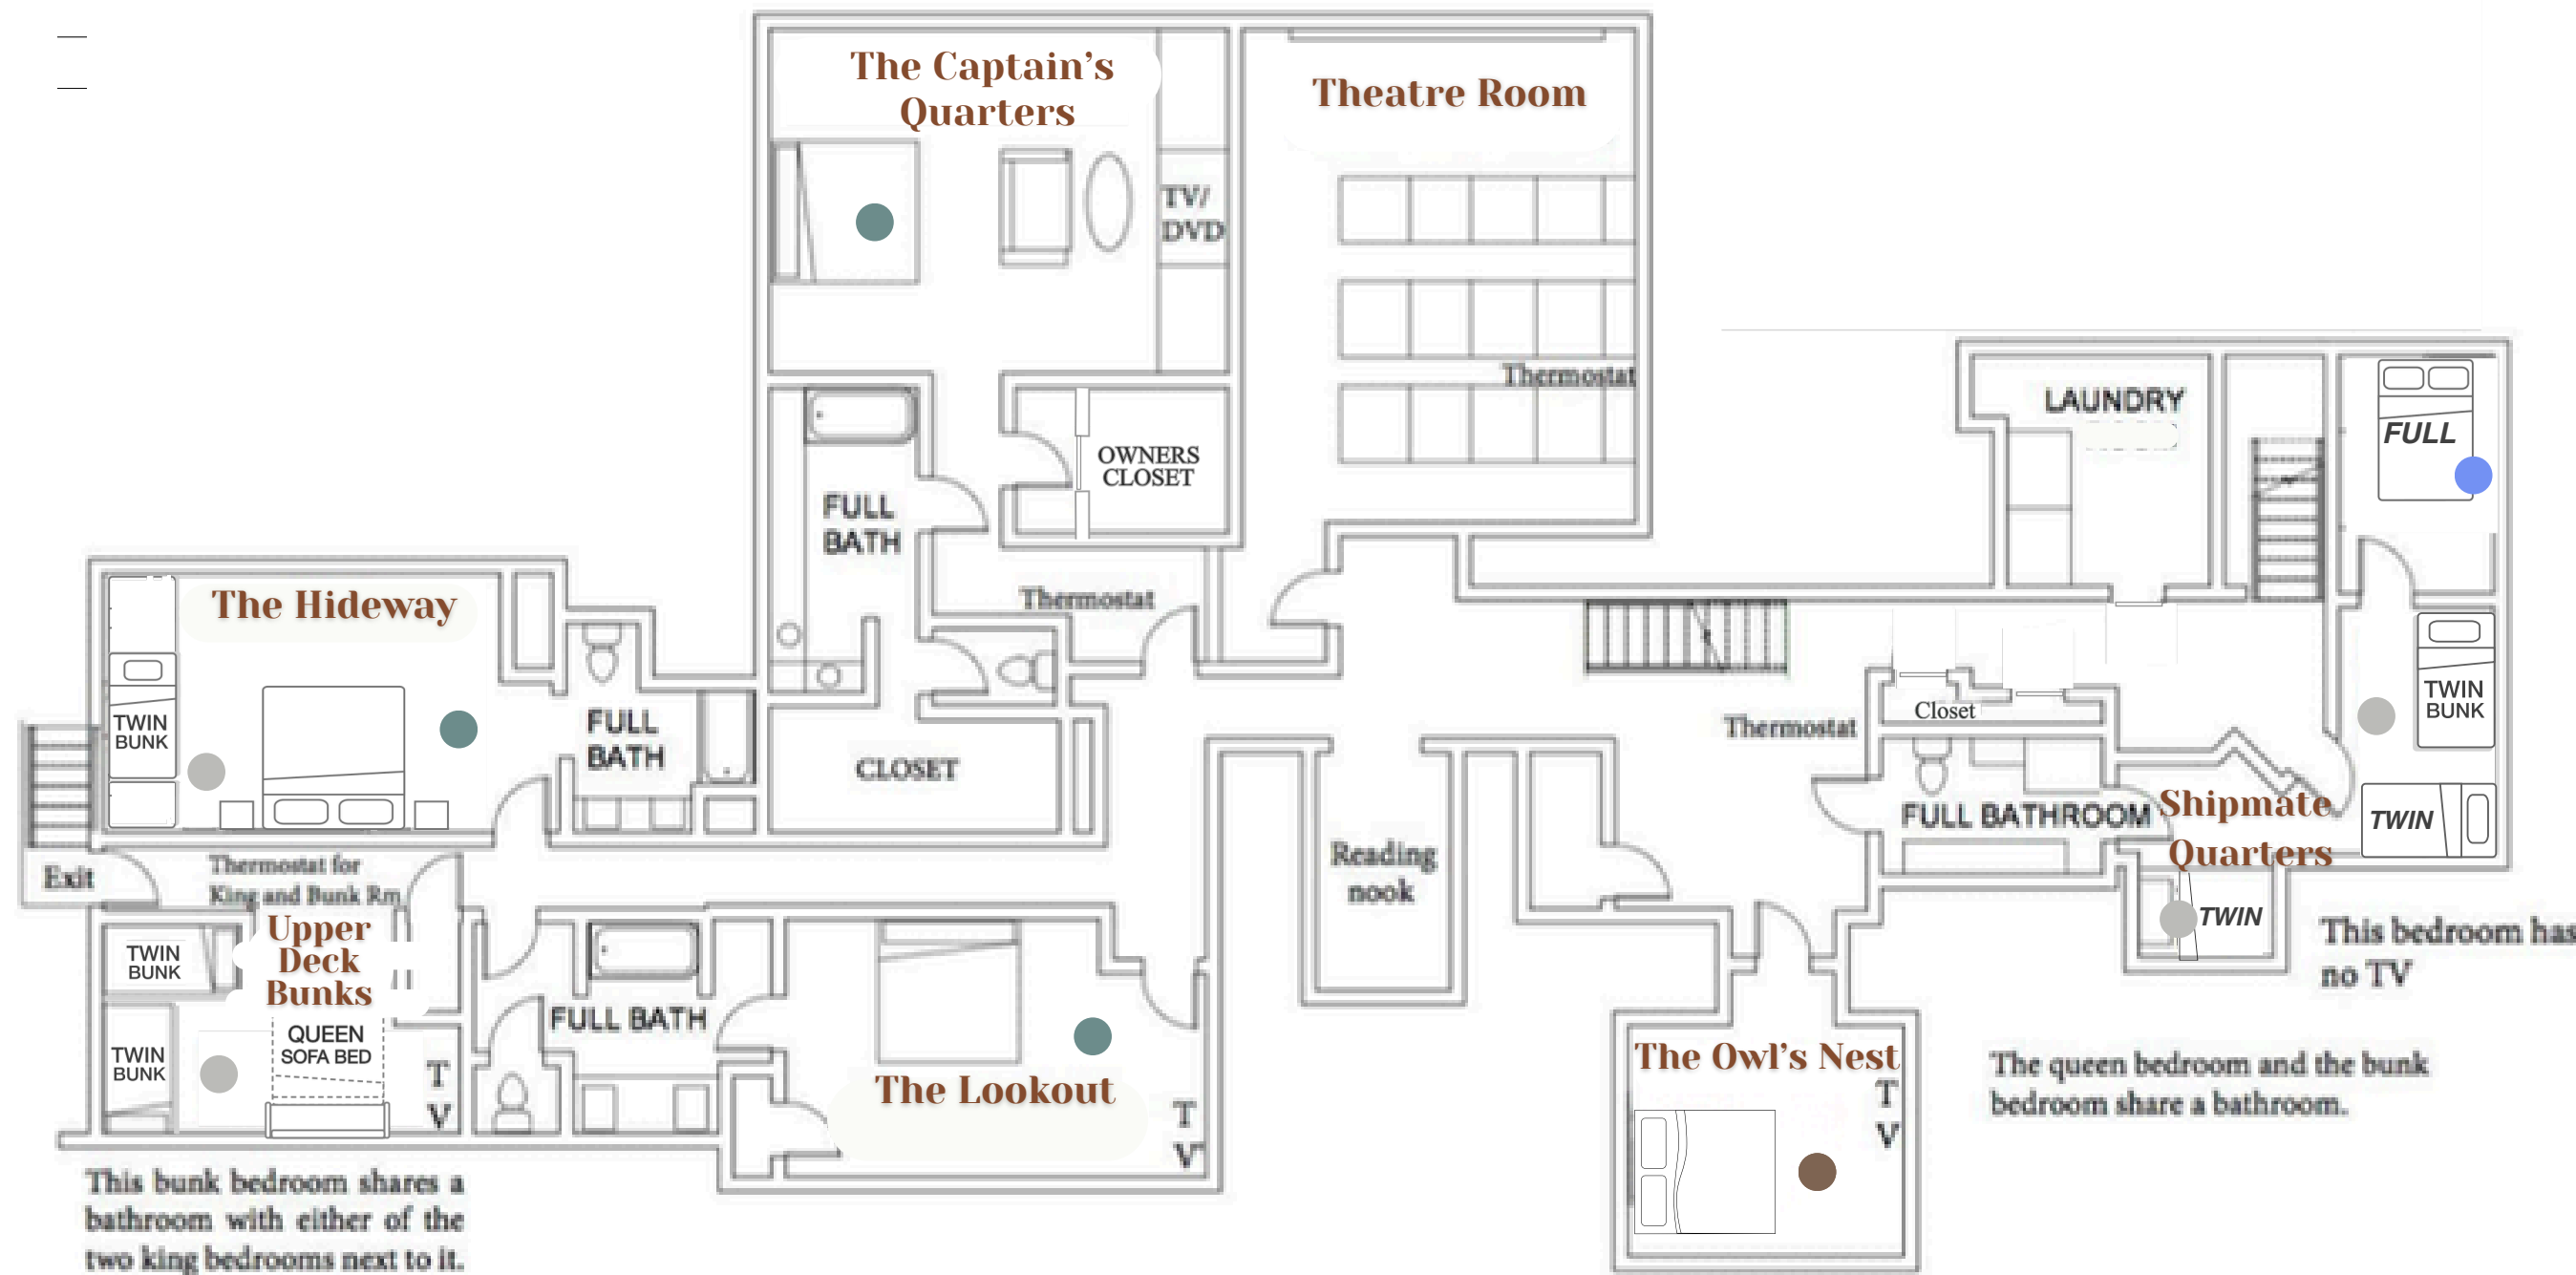 The Captain's
Quarters
Theatre Room
TV/
DVD
Thermostat
LAUNDRY
FULL
OWNERS
CLOSET
FULL
BATH
Thermostat
The Hideway
TWIN
BUNK
FULL
BATH
CLOSET
Thermostat
Closet
TWIN
BUNK
FULL BATHROOM
Shipmate
Quarters
TWIN
TWIN
This bedroom has
no TV
Reading
nook
Exit
Thermostat for
King and Bunk Rm
Upper
Deck
Bunks
TWIN
BUNK
QUEEN
SOFA BED
TWIN
BUNK
T
V
FULL BATH
The Lookout
T
V
The Owl's Nest
T
V
The queen bedroom and the bunk
bedroom share a bathroom.
This bunk bedroom shares a
bathroom with either of the
two king bedrooms next to it.